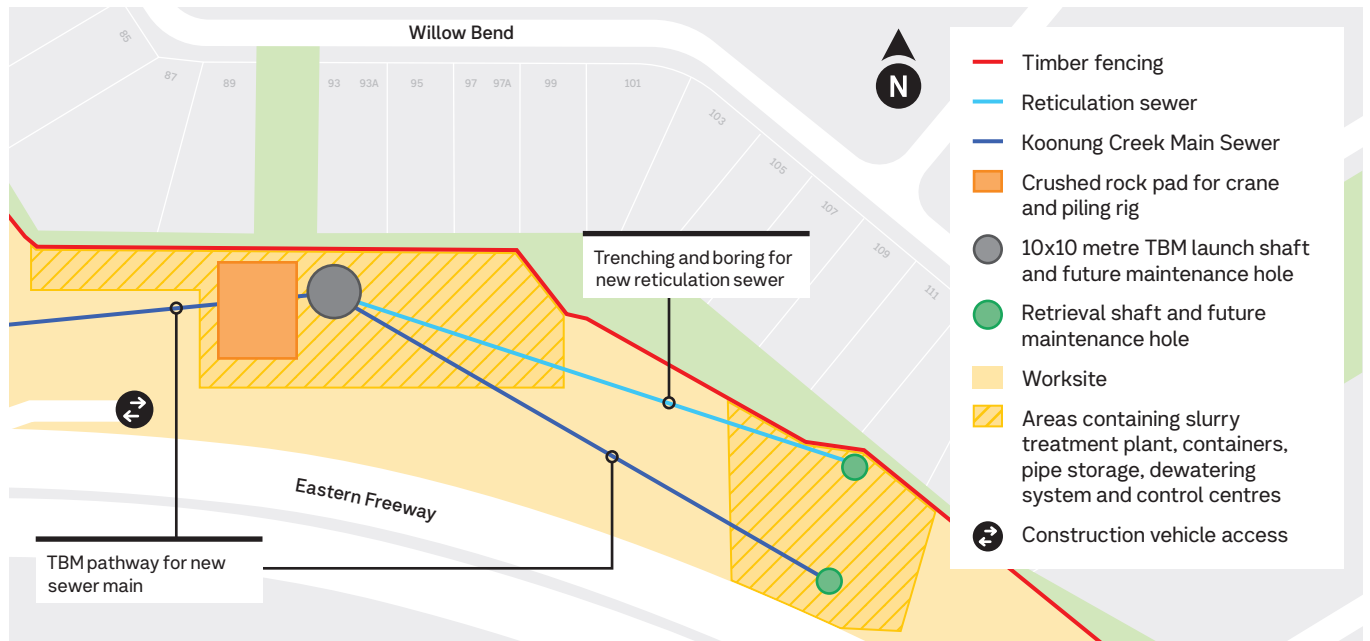 Willow Bend
85
87
89
93
93A
95
97
97A
99
101
103
105
107
109
111
N
Trenching and boring for
new reticulation sewer
Eastern Freeway
TBM pathway for new
sewer main
Timber fencing
Reticulation sewer
Koonung Creek Main Sewer
Crushed rock pad for crane
and piling rig
10x10 metre TBM launch shaft
and future maintenance hole
Retrieval shaft and future
maintenance hole
Worksite
Areas containing slurry
treatment plant, containers,
pipe storage, dewatering
system and control centres
Construction vehicle access